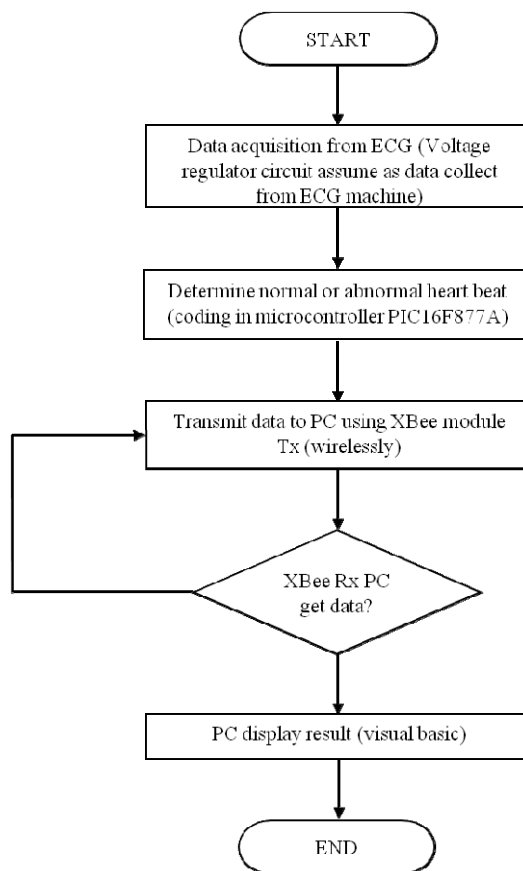 START
Data acquisition from ECG (Voltage
regulator circuit assume as data collect
from ECG machine)
Determine normal or abnormal heart beat
(coding in microcontroller PIC16F877A)
Transmit data to PC using XBee module
Tx (wirelessly)
XBee Rx PC
get data?
PC display result (visual basic)
END